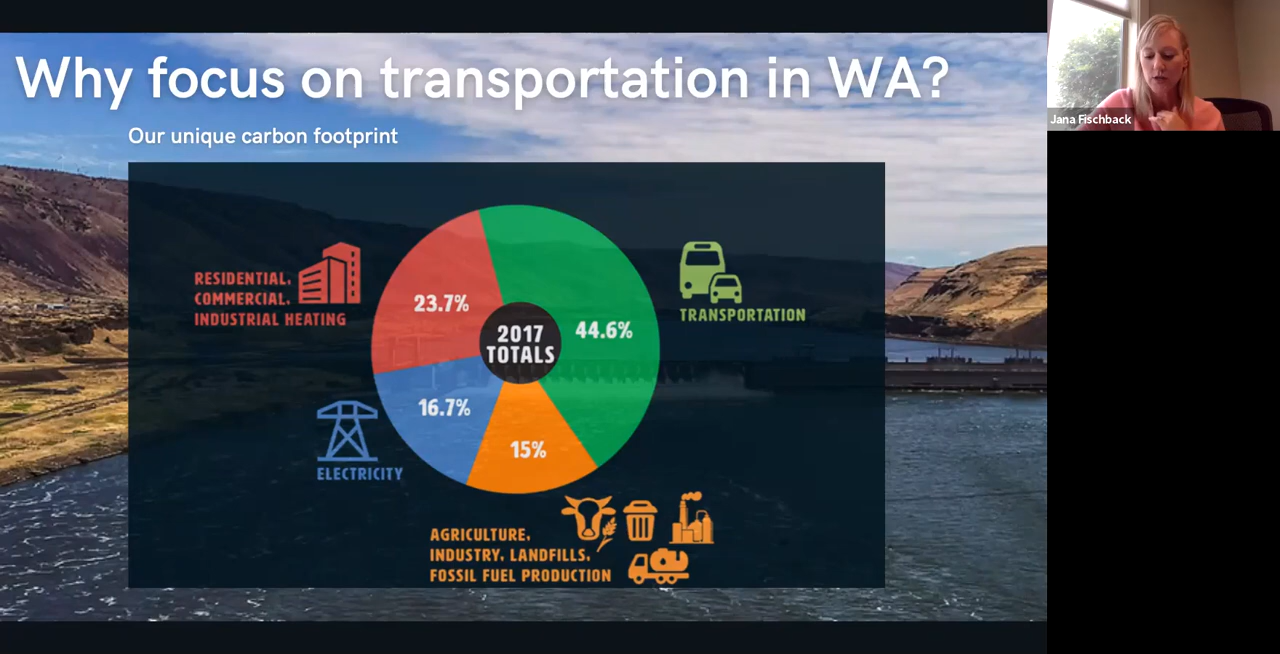 Why focus on transportation in WA?
Our unique carbon footprint
Jana Fischback
RESIDENTIAL,
COMMERCIAL,
INDUSTRIAL HEATING
23.7%
44.6%
2017
TOTALS
TRANSPORTATION
16.7%
15%
ELECTRICITY
AGRICULTURE,
INDUSTRY, LANDFILLS,
FOSSIL FUEL PRODUCTION